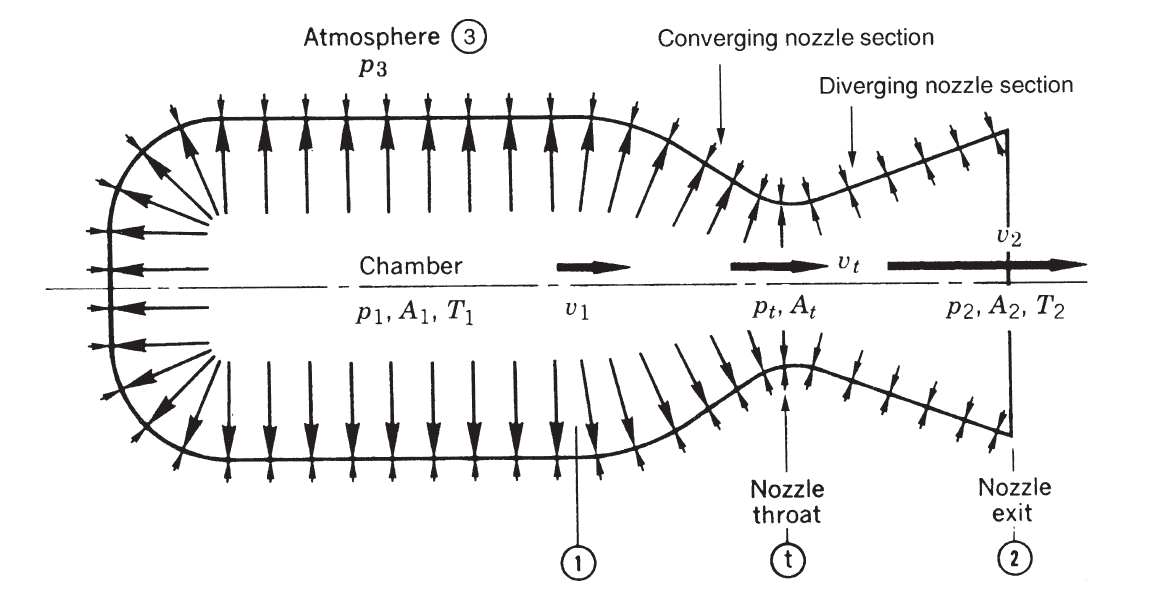 Atmosphere 3
p3
Converging nozzle section
Diverging nozzle section
v2
Chamber
vt
p1, A1, T1
v1
pt, At
p2, A2, T2
Nozzle
throat
Nozzle
exit
1
t
2